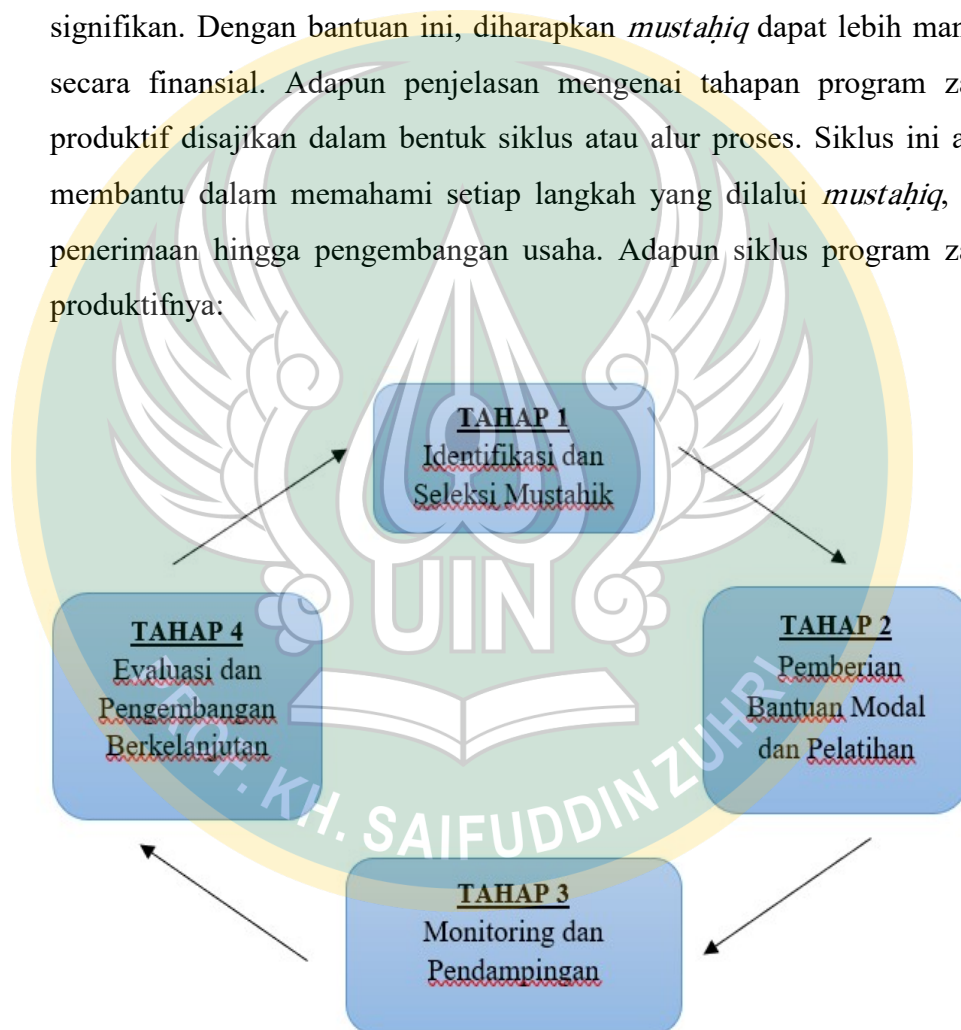 signifikan. Dengan bantuan ini, diharapkan mustaḥiq dapat lebih man
secara finansial. Adapun penjelasan mengenai tahapan program za
produktif disajikan dalam bentuk siklus atau alur proses. Siklus ini a
membantu dalam memahami setiap langkah yang dilalui mustaḥiq,
penerimaan hingga pengembangan usaha. Adapun siklus program za
produktifnya:
TAHAP 1
Identifikasi dan
Seleksi Mustahik
TAHAP 2
Pemberian
Bantuan Modal
dan Pelatihan
TAHAP 3
Monitoring dan
Pendampingan
TAHAP 4
Evaluasi dan
Pengembangan
Berkelanjutan
UIN
PROF. KH. SAIFUDDIN ZUHRI